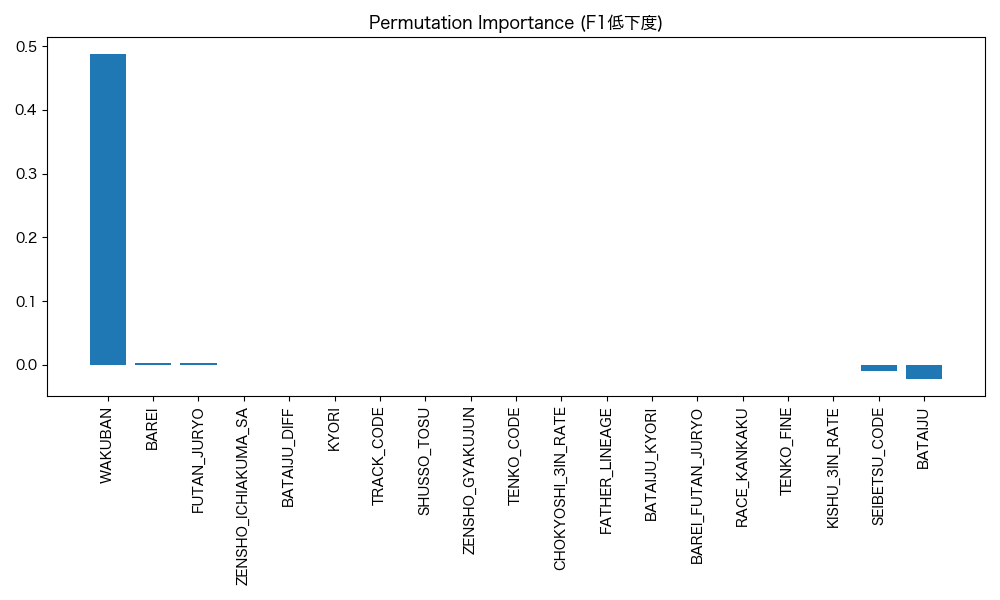 Permutation Importance (F1低下度)
0.5
0.4
0.3
0.2
0.1
0.0
WAKUBAN
BAREI
FUTAN_JURYO
ZENSHO_ICHIAKUMA_SA
BATAIJU_DIFF
KYORI
TRACK_CODE
SHUSSO_TOSU
ZENSHO_GYAKUJUN
TENKO_CODE
CHOKYOSHI_3IN_RATE
FATHER_LINEAGE
BATAIJU_KYORI
BAREI_FUTAN_JURYO
RACE_KANKAKU
TENKO_FINE
KISHU_3IN_RATE
SEIBETSU_CODE
BATAIJU